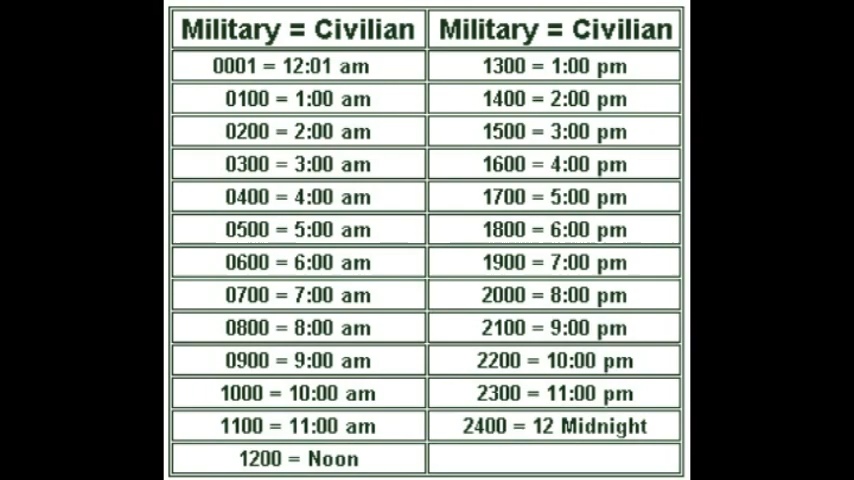 Military = Civilian
Military = Civilian
0001 = 12:01 am
1300 = 1:00 pm
0100 = 1:00 am
1400 = 2:00 pm
0200 = 2:00 am
1500 = 3:00 pm
0300 = 3:00 am
1600 = 4:00 pm
0400 = 4:00 am
1700 = 5:00 pm
0500 = 5:00 am
1800 = 6:00 pm
0600 = 6:00 am
1900 = 7:00 pm
0700 = 7:00 am
2000 = 8:00 pm
0800 = 8:00 am
2100 = 9:00 pm
0900 = 9:00 am
2200 = 10:00 pm
1000 = 10:00 am
2300 = 11:00 pm
1100 = 11:00 am
2400 = 12 Midnight
1200 = Noon